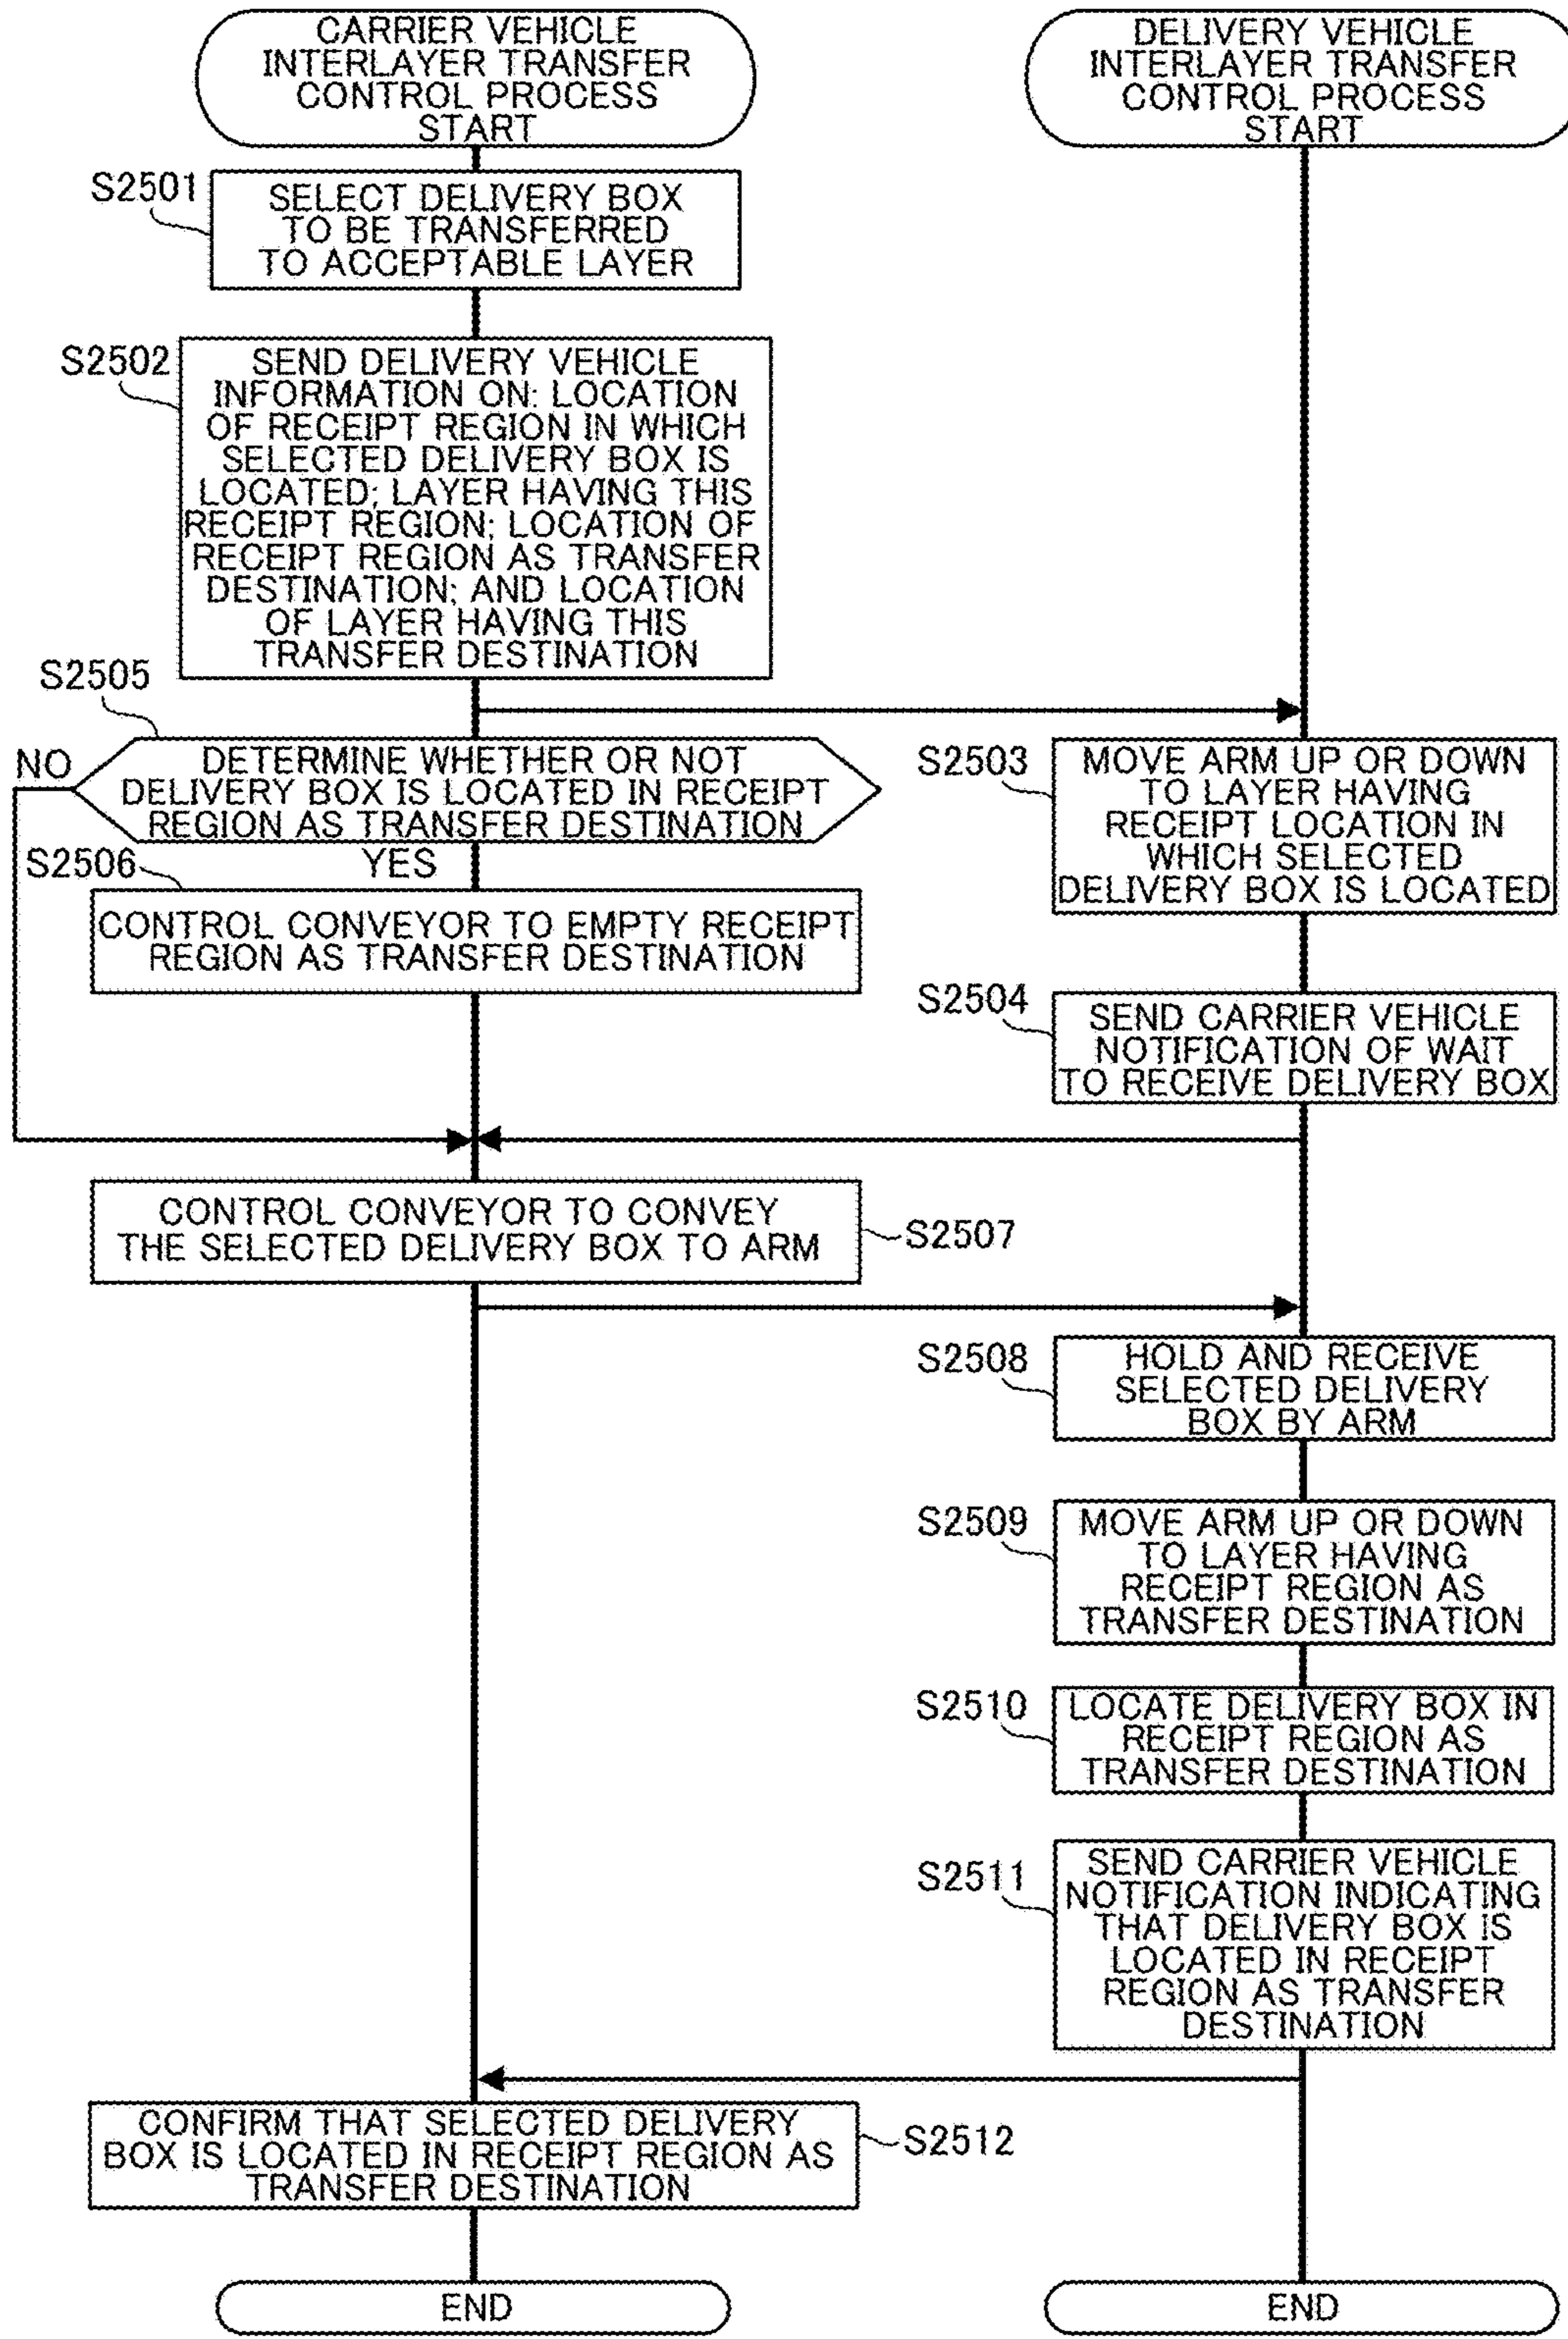 CARRIER VEHICLE
INTERLAYER TRANSFER
CONTROL PROCESS
START
DELIVERY VEHICLE
INTERLAYER TRANSFER
CONTROL PROCESS
START
S2501
SELECT DELIVERY BOX
TO BE TRANSFERRED
TO ACCEPTABLE LAYER
S2502
SEND DELIVERY VEHICLE
INFORMATION ON: LOCATION
OF RECEIPT REGION IN WHICH
SELECTED DELIVERY BOX IS
LOCATED; LAYER HAVING THIS
RECEIPT REGION; LOCATION OF
RECEIPT REGION AS TRANSFER
DESTINATION; AND LOCATION
OF LAYER HAVING THIS
TRANSFER DESTINATION
S2505
NO
DETERMINE WHETHER OR NOT
DELIVERY BOX IS LOCATED IN RECEIPT
REGION AS TRANSFER DESTINATION
YES
S2503
MOVE ARM UP OR DOWN
TO LAYER HAVING
RECEIPT LOCATION IN
WHICH SELECTED
DELIVERY BOX IS LOCATED
S2506
CONTROL CONVEYOR TO EMPTY RECEIPT
REGION AS TRANSFER DESTINATION
S2504
SEND CARRIER VEHICLE
NOTIFICATION OF WAIT
TO RECEIVE DELIVERY BOX
CONTROL CONVEYOR TO CONVEY
THE SELECTED DELIVERY BOX TO ARM
S2507
S2508
HOLD AND RECEIVE
SELECTED DELIVERY
BOX BY ARM
S2509
MOVE ARM UP OR DOWN
TO LAYER HAVING
RECEIPT REGION AS
TRANSFER DESTINATION
S2510
LOCATE DELIVERY BOX IN
RECEIPT REGION AS
TRANSFER DESTINATION
S2511
SEND CARRIER VEHICLE
NOTIFICATION INDICATING
THAT DELIVERY BOX IS
LOCATED IN RECEIPT
REGION AS TRANSFER
DESTINATION
CONFIRM THAT SELECTED DELIVERY
BOX IS LOCATED IN RECEIPT REGION AS
TRANSFER DESTINATION
S2512
END
END